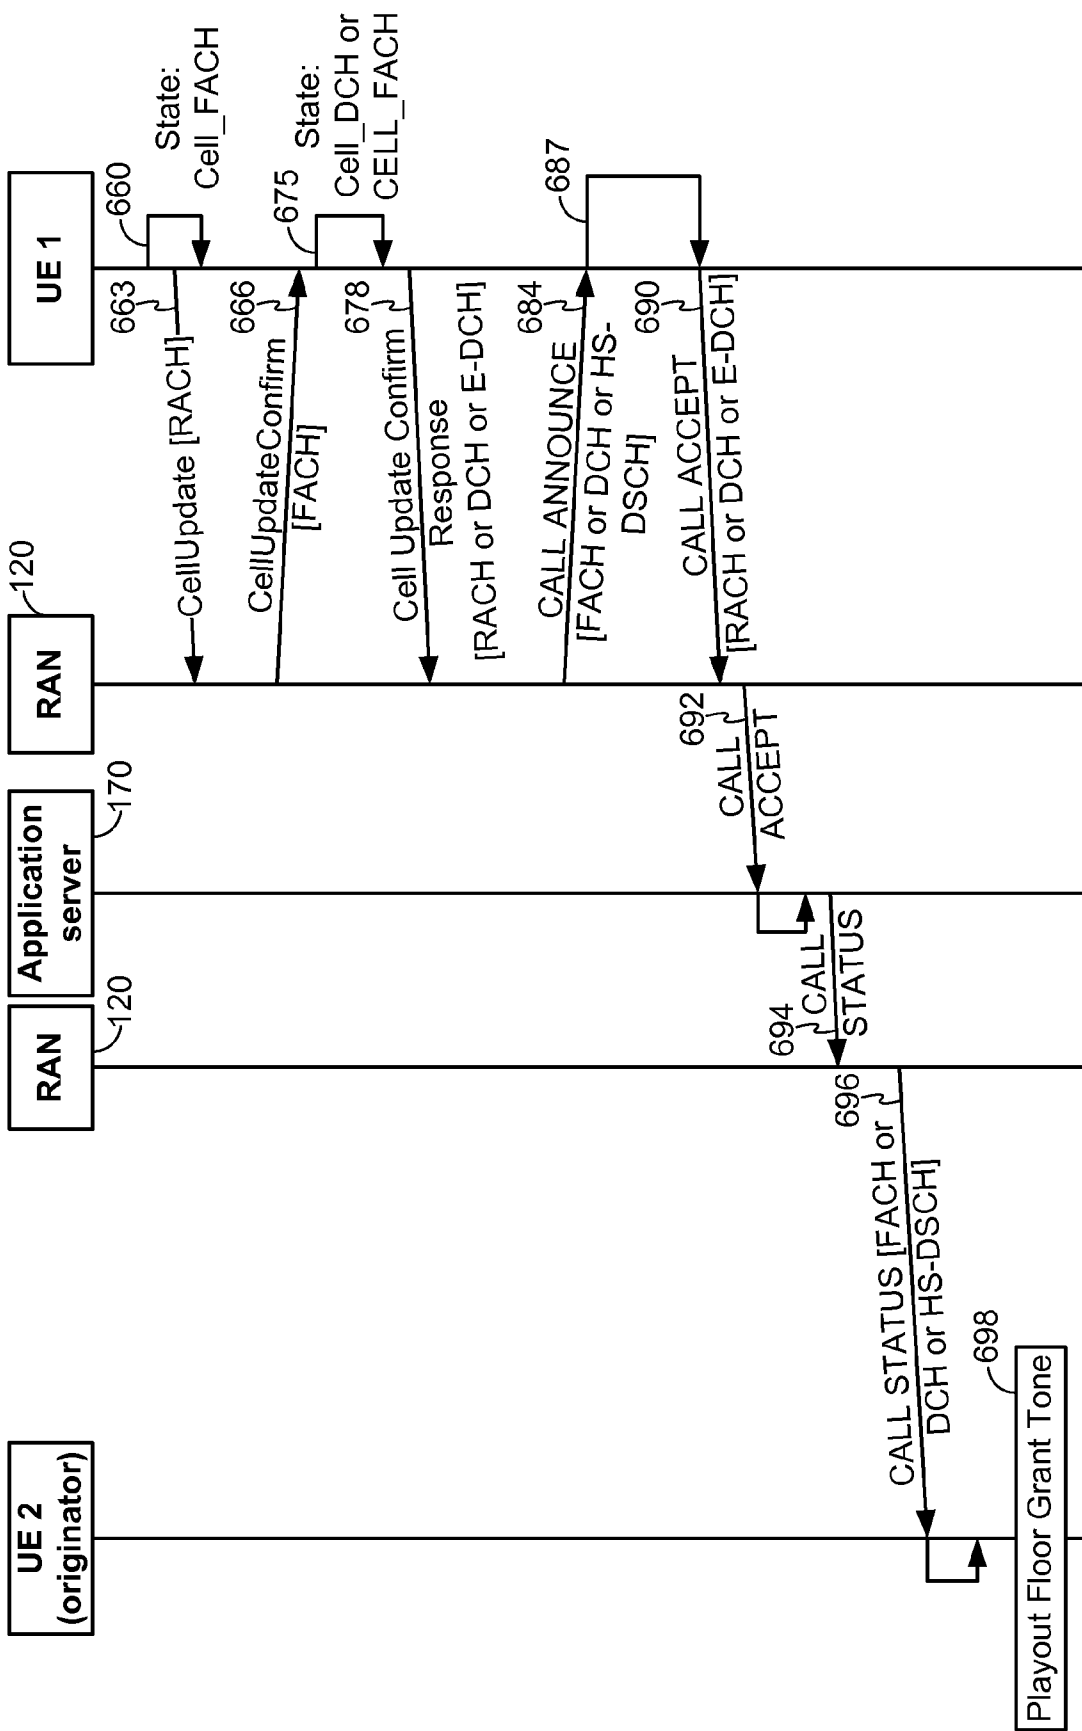 UE 2
(originator)
RAN
120
Application
server
170
RAN
120
UE 1
660
State:
Cell_FACH
663
CellUpdate [RACH]
666
CellUpdateConfirm
[FACH]
675
State:
Cell_DCH or
CELL_FACH
678
Cell Update Confirm
Response
[RACH or DCH or E-DCH]
684
CALL ANNOUNCE
[FACH or DCH or HS-
DSCH]
687
690
CALL ACCEPT
[RACH or DCH or E-DCH]
692
CALL
ACCEPT
694
CALL
STATUS
696
CALL STATUS [FACH or
DCH or HS-DSCH]
698
Playout Floor Grant Tone